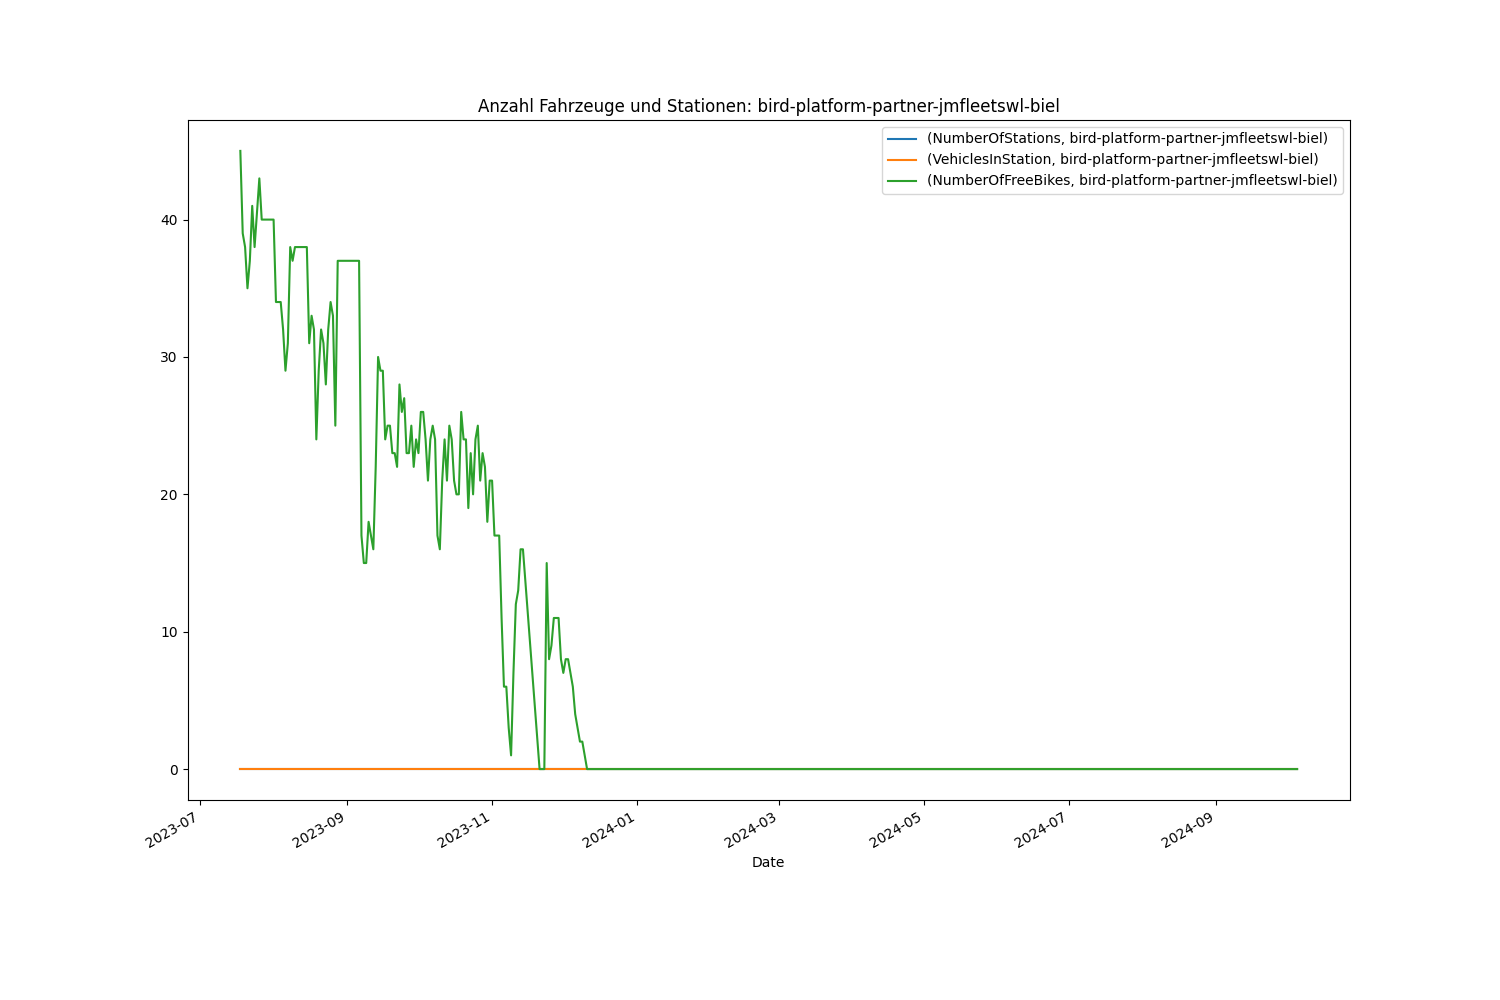 Anzahl Fahrzeuge und Stationen: bird-platform-partner-jmfleetswl-biel
(NumberOfStations, bird-platform-partner-jmfleetswl-biel)
(VehiclesInStation, bird-platform-partner-jmfleetswl-biel)
(NumberOfFreeBikes, bird-platform-partner-jmfleetswl-biel)
40
30
20
10
0
2023-07
2023-09
2023-11
2024-01
2024-03
2024-05
2024-07
2024-09
Date